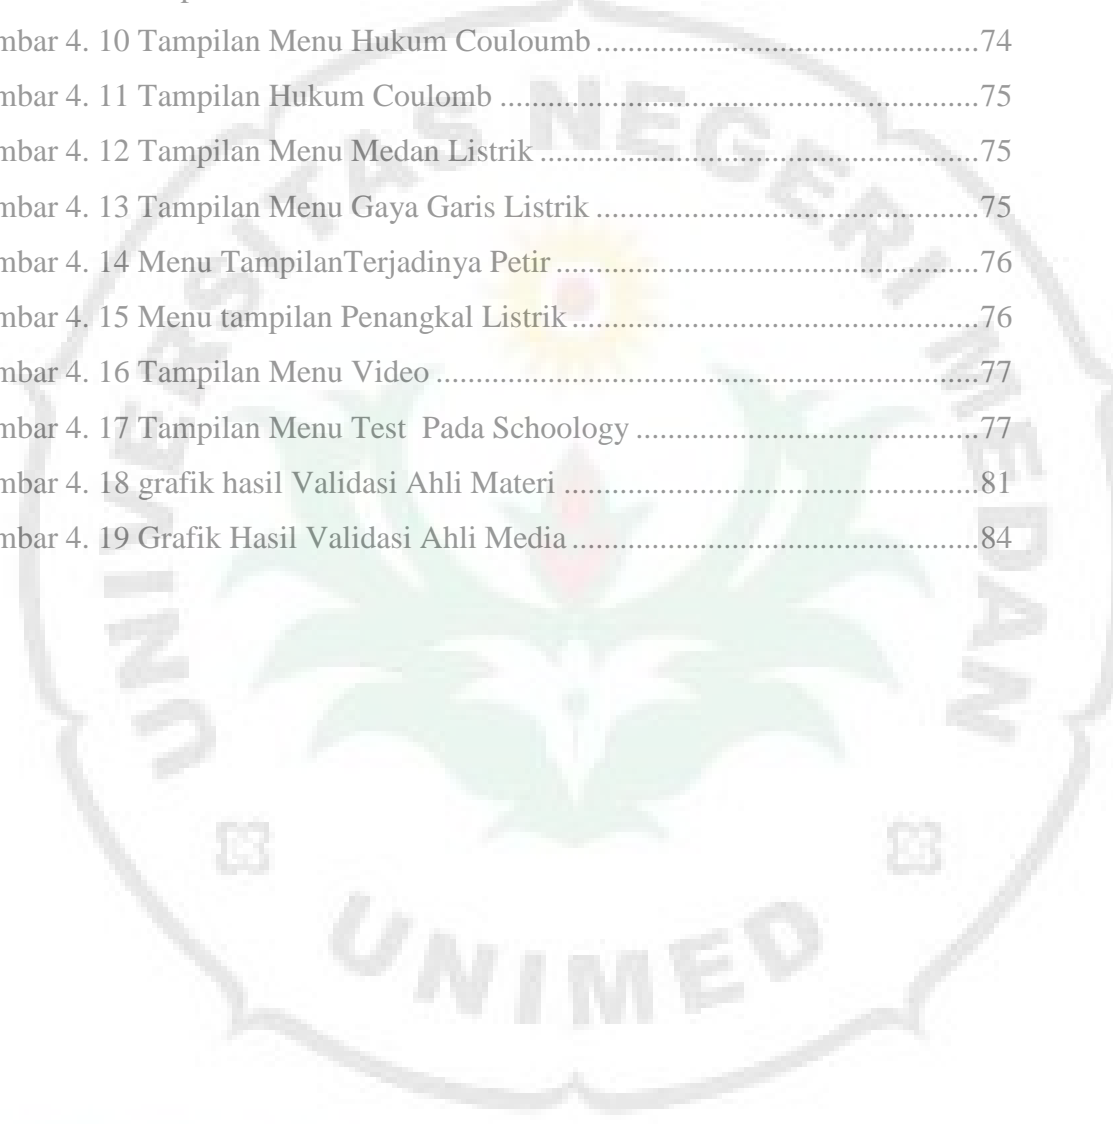 mbar 4. 10 Tampilan Menu Hukum Couloumb ................................................74
mbar 4. 11 Tampilan Hukum Coulomb ............................................................75
mbar 4. 12 Tampilan Menu Medan Listrik .......................................................75
mbar 4. 13 Tampilan Menu Gaya Garis Listrik ................................................75
mbar 4. 14 Menu TampilanTerjadinya Petir .....................................................76
mbar 4. 15 Menu tampilan Penangkal Listrik ...................................................76
mbar 4. 16 Tampilan Menu Video ....................................................................77
mbar 4. 17 Tampilan Menu Test  Pada Schoology ...........................................77
mbar 4. 18 grafik hasil Validasi Ahli Materi ....................................................81
mbar 4. 19 Grafik Hasil Validasi Ahli Media ...................................................84
UNIVERSITAS NEGERI MEDAN
UNIMED